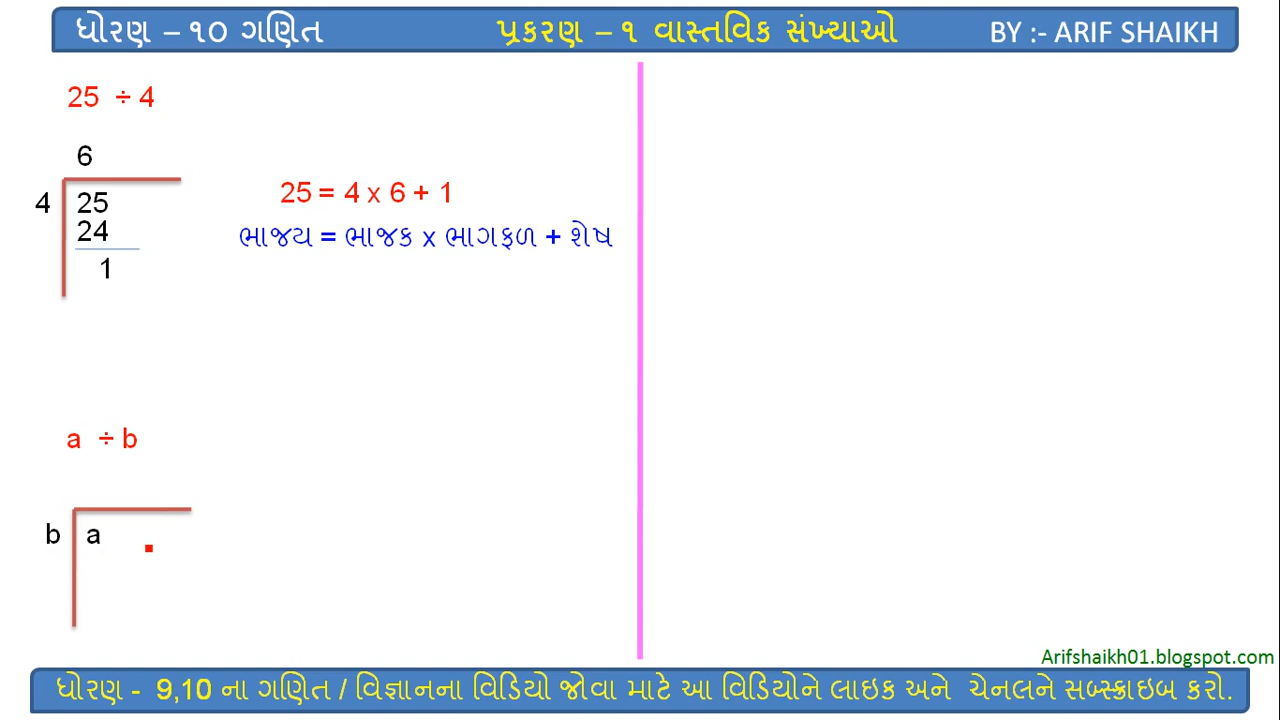 ધોરણ – ૧૦ ગણિત પ્રકરણ – ૧ વાસ્તવિક સંખ્યાઓ BY :- ARIF SHAIKH
25 ÷ 4
6
4 25
24
1
25 = 4 x 6 + 1
ભાજ્ય = ભાજક x ભાગફળ + શેષ
a ÷ b
b a
Arifshaikh01.blogspot.com
ધોરણ - 9,10 ના ગણિત / વિજ્ઞાનના વિડિયો જોવા માટે આ વિડિયોને લાઇક અને ચેનલને સબ્સ્ક્રાઇબ કરો.